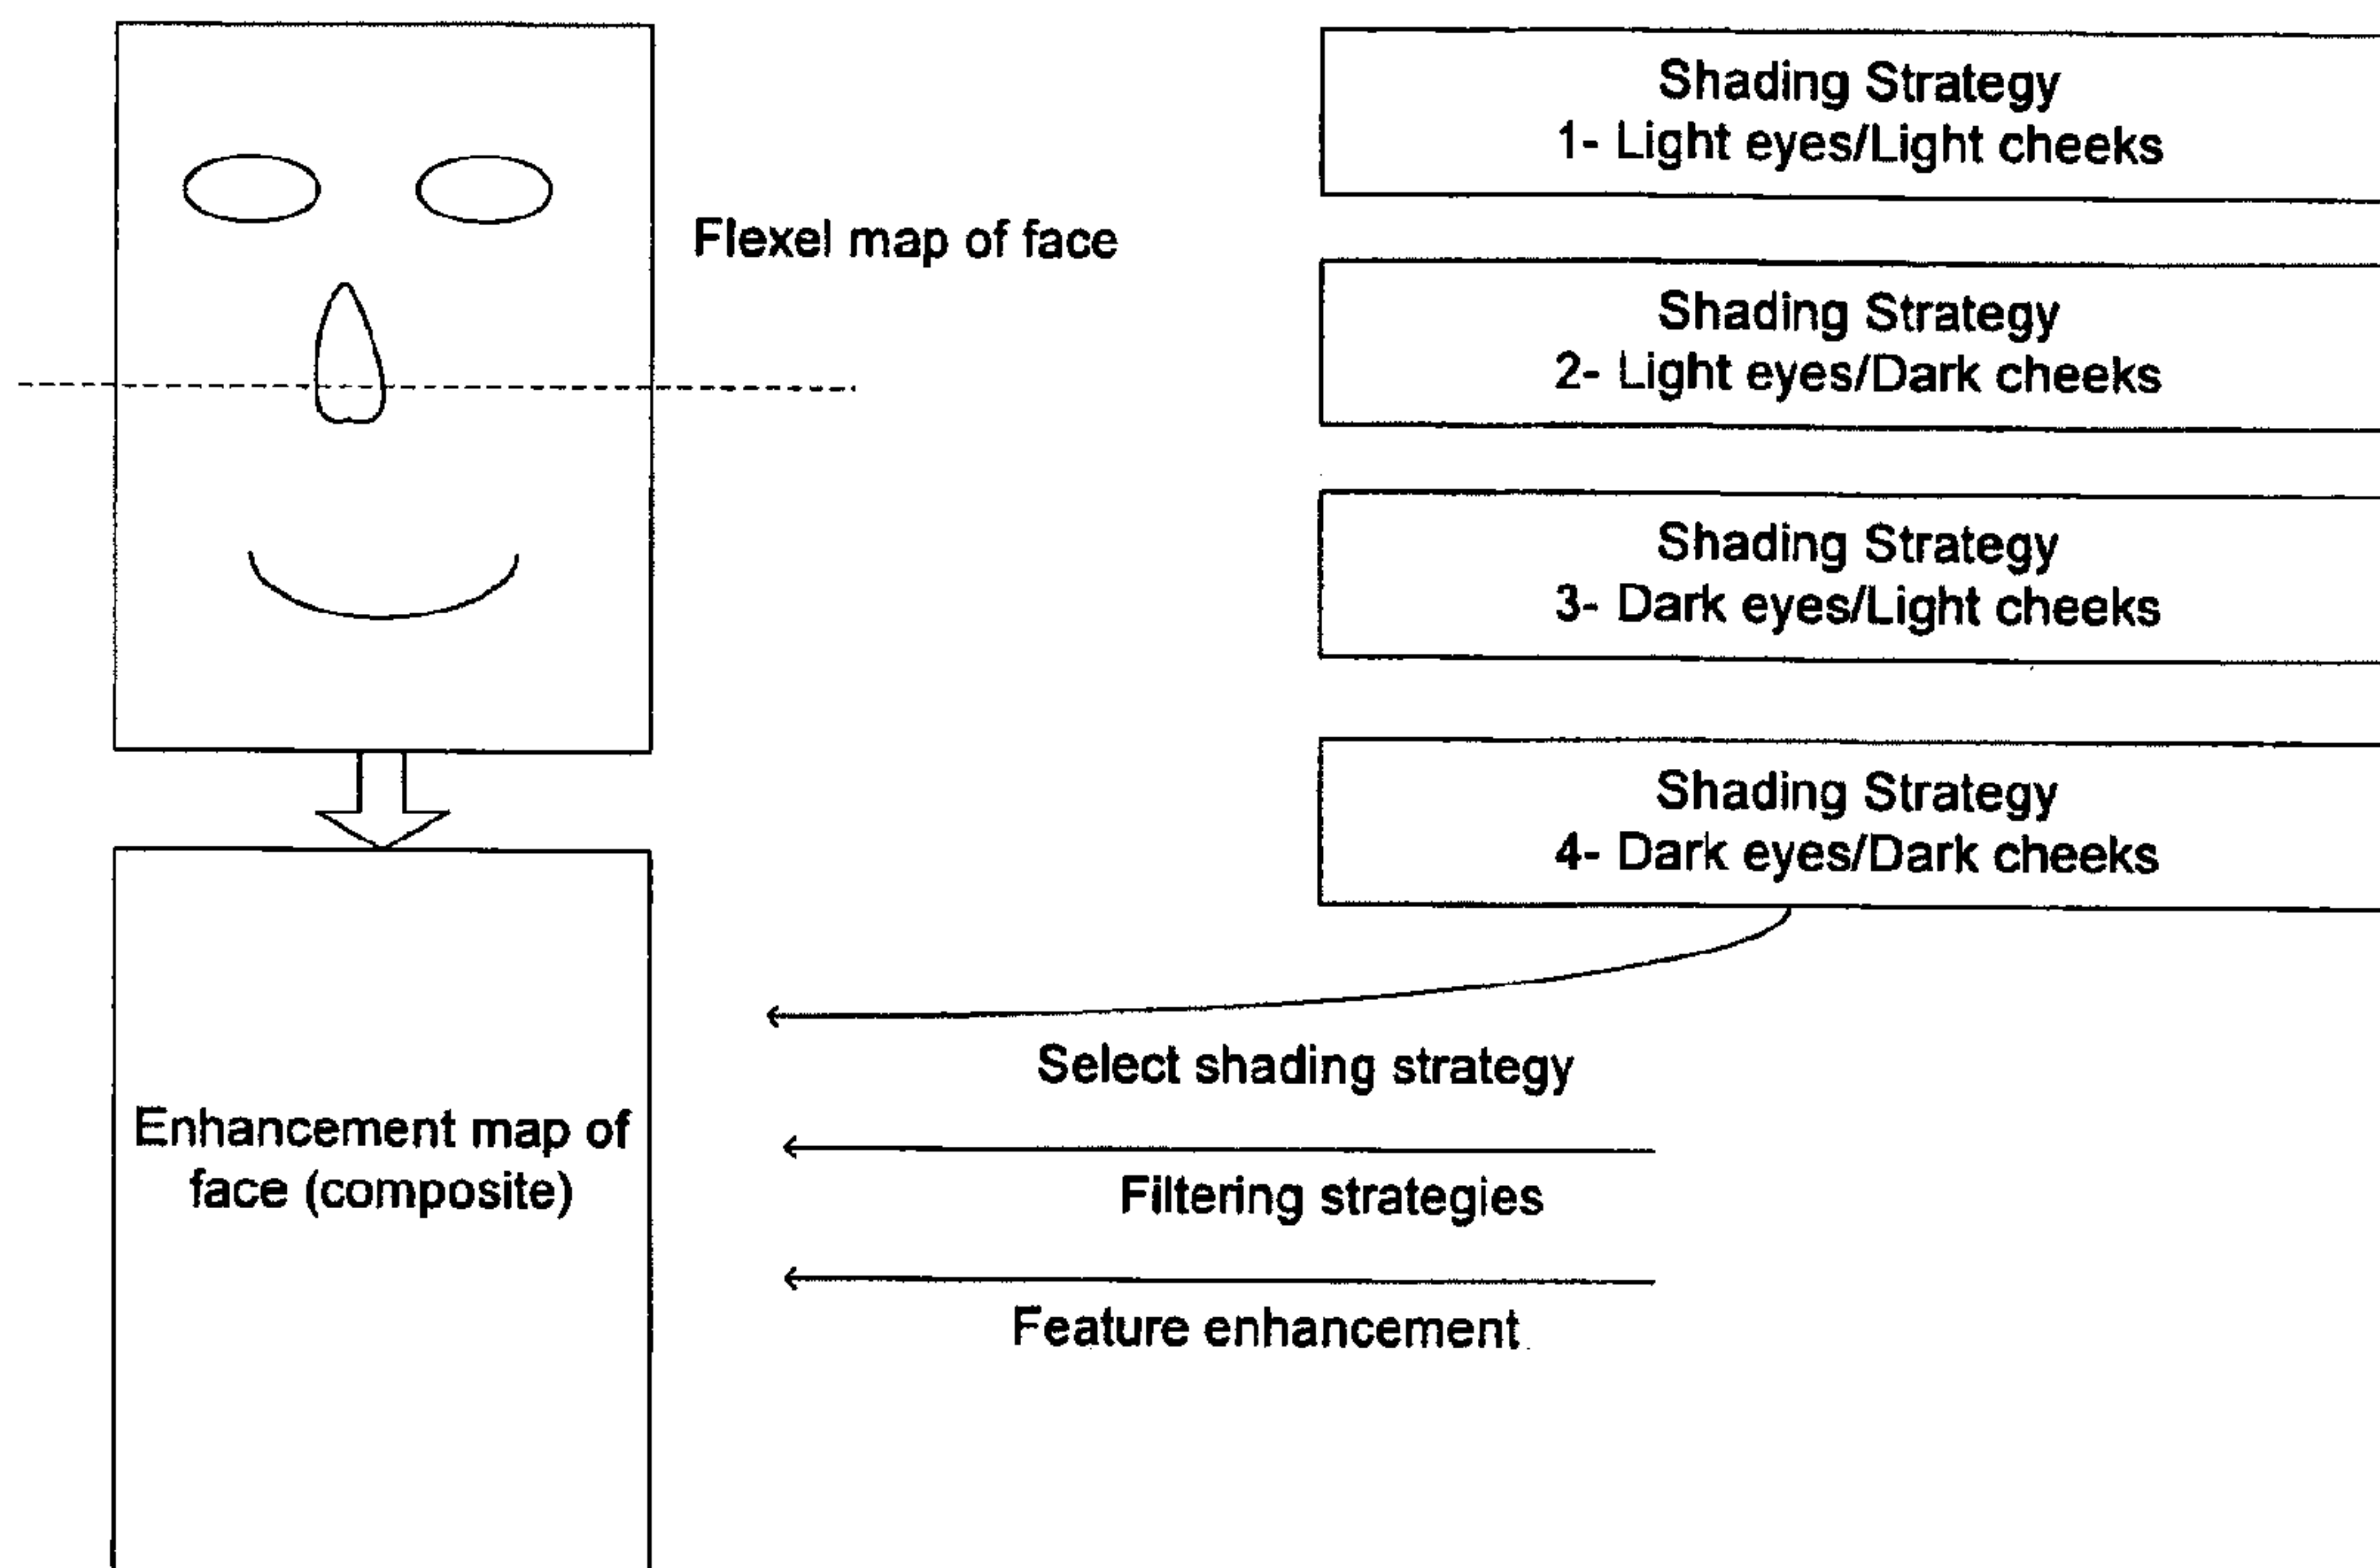 Flexel map of face
Shading Strategy
1- Light eyes/Light cheeks
Shading Strategy
2- Light eyes/Dark cheeks
Shading Strategy
3- Dark eyes/Light cheeks
Shading Strategy
4- Dark eyes/Dark cheeks
Select shading strategy
Enhancement map of
face (composite)
Filtering strategies
Feature enhancement